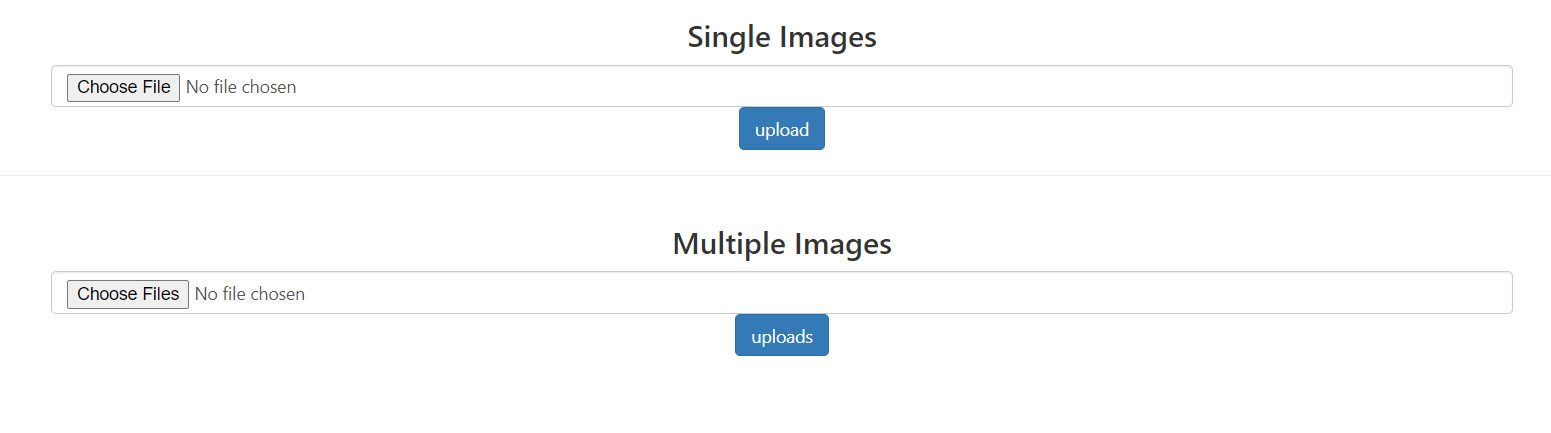 Single Images
Choose File No file chosen
upload
Multiple Images
Choose Files No file chosen
uploads